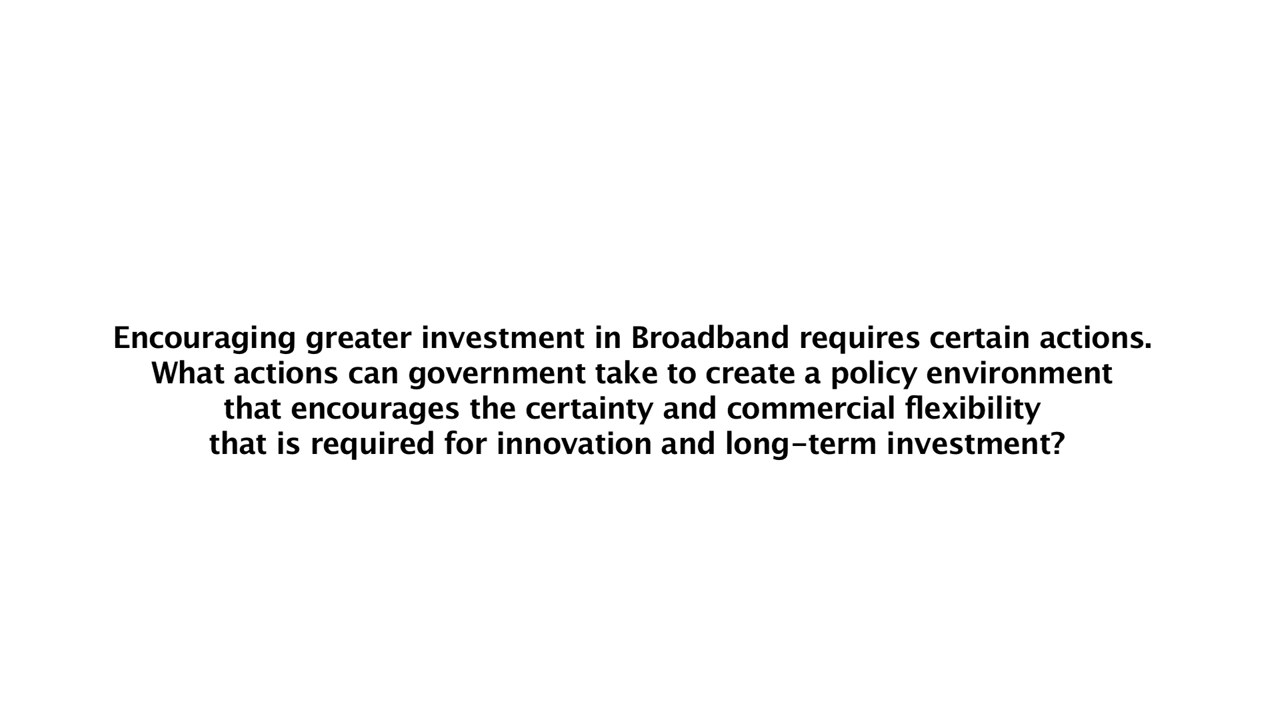 Encouraging greater investment in Broadband requires certain actions.
What actions can government take to create a policy environment
that encourages the certainty and commercial flexibility
that is required for innovation and long-term investment?